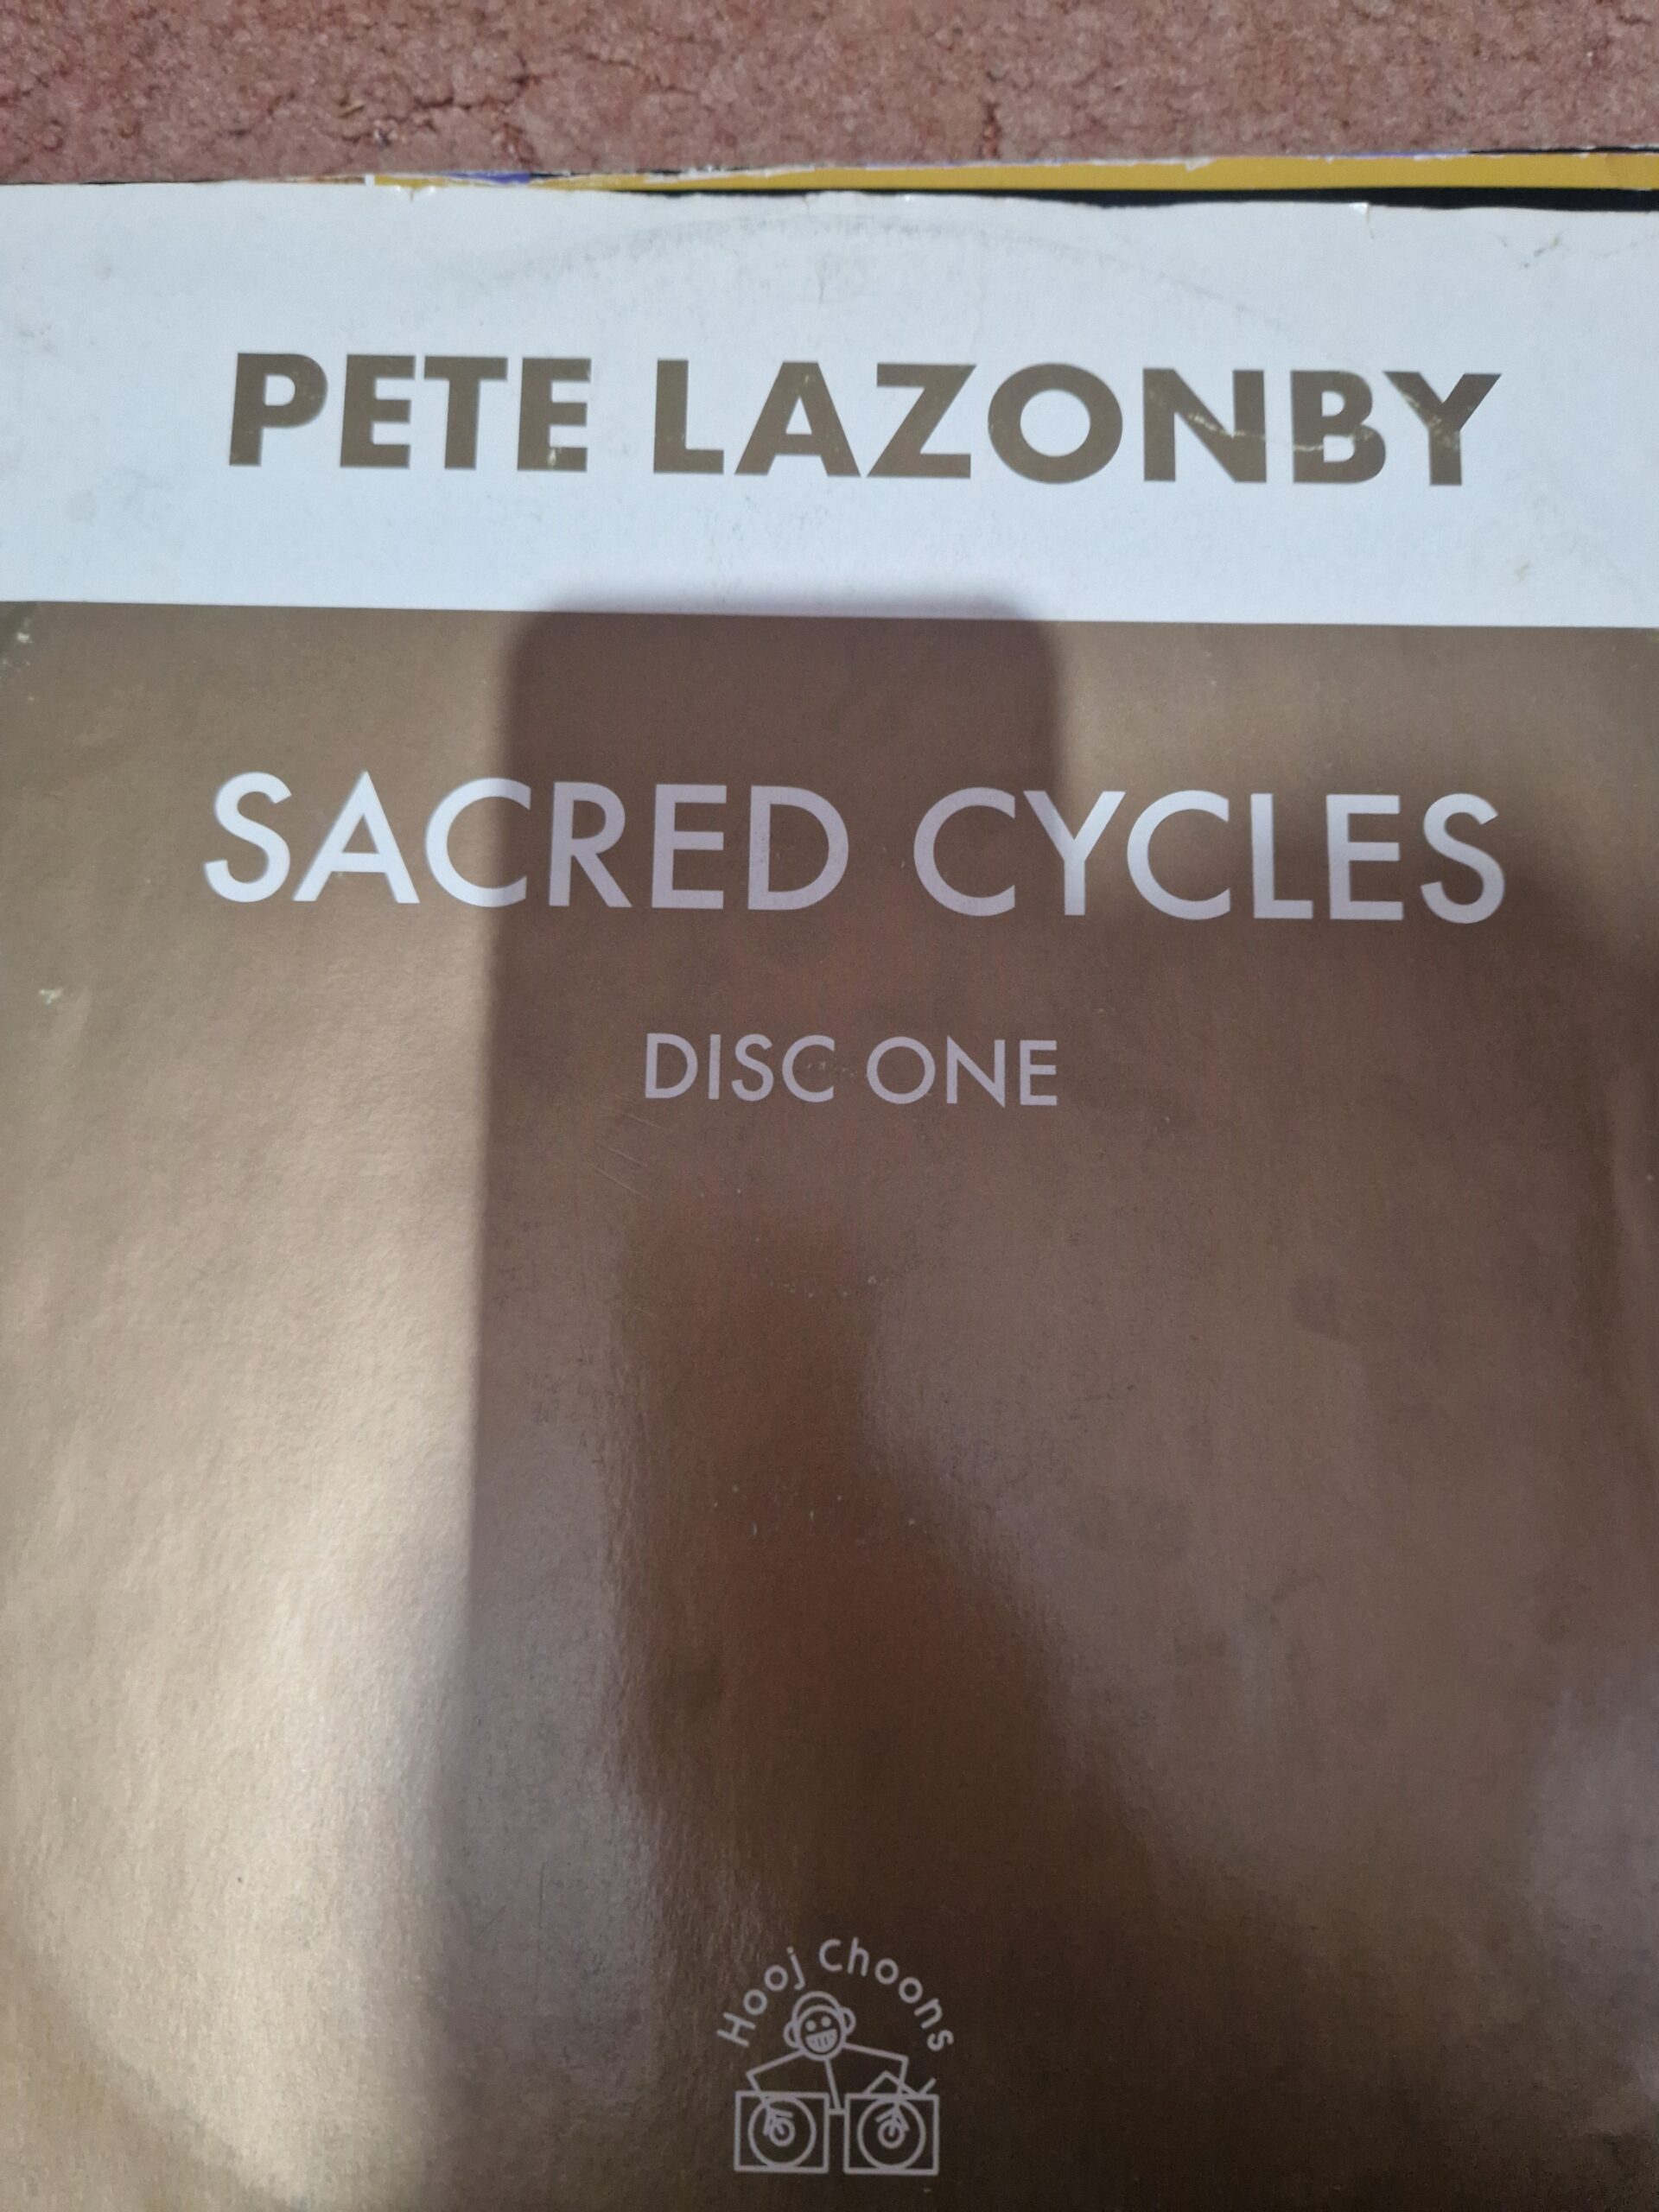 PETE LAZONBY
SACRED CYCLES
DISC ONE
Hooj Choons